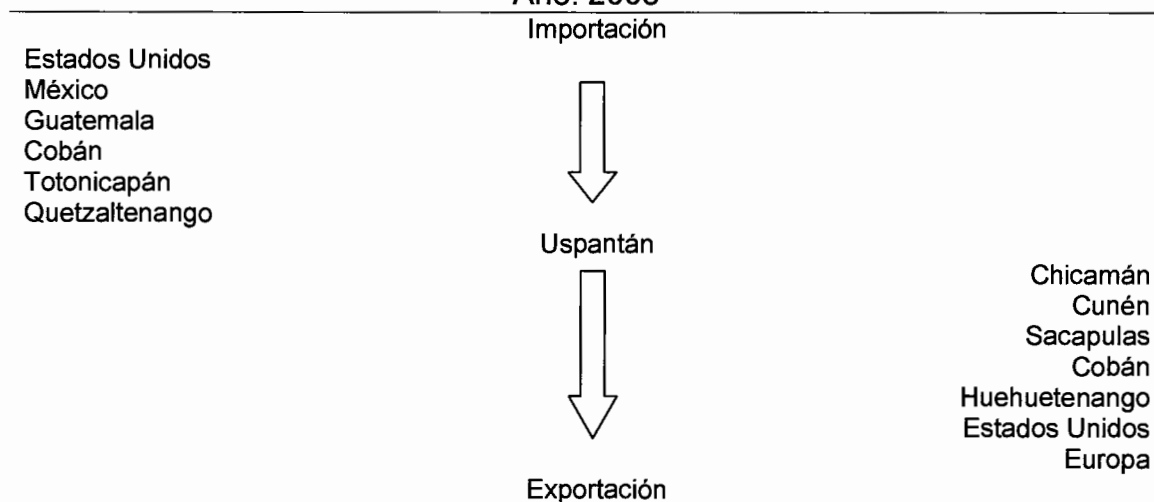 Importación
Estados Unidos
México
Guatemala
Cobán
Totonicapán
Quetzaltenango
Uspantán
Chicamán
Cunén
Sacapulas
Cobán
Huehuetenango
Estados Unidos
Europa
Exportación